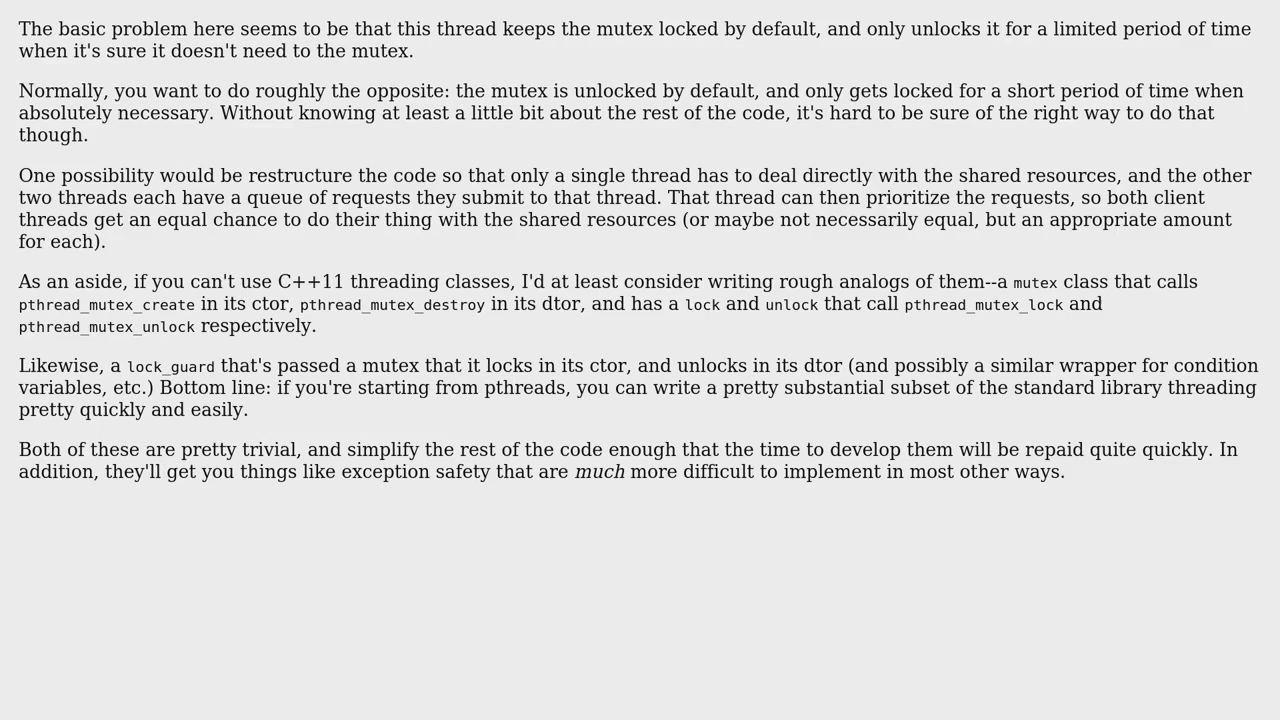 The basic problem here seems to be that this thread keeps the mutex locked by default, and only unlocks it for a limited period of time
when it's sure it doesn't need to the mutex.
Normally, you want to do roughly the opposite: the mutex is unlocked by default, and only gets locked for a short period of time when
absolutely necessary. Without knowing at least a little bit about the rest of the code, it's hard to be sure of the right way to do that
though.
One possibility would be restructure the code so that only a single thread has to deal directly with the shared resources, and the other
two threads each have a queue of requests they submit to that thread. That thread can then prioritize the requests, so both client
threads get an equal chance to do their thing with the shared resources (or maybe not necessarily equal, but an appropriate amount
for each).
As an aside, if you can't use C++11 threading classes, I'd at least consider writing rough analogs of them--a mutex class that calls
pthread_mutex_create in its ctor, pthread_mutex_destroy in its dtor, and has a lock and unlock that call pthread_mutex_lock and
pthread_mutex_unlock respectively.
Likewise, a lock_guard that's passed a mutex that it locks in its ctor, and unlocks in its dtor (and possibly a similar wrapper for condition
variables, etc.) Bottom line: if you're starting from pthreads, you can write a pretty substantial subset of the standard library threading
pretty quickly and easily.
Both of these are pretty trivial, and simplify the rest of the code enough that the time to develop them will be repaid quite quickly. In
addition, they'll get you things like exception safety that are much more difficult to implement in most other ways.